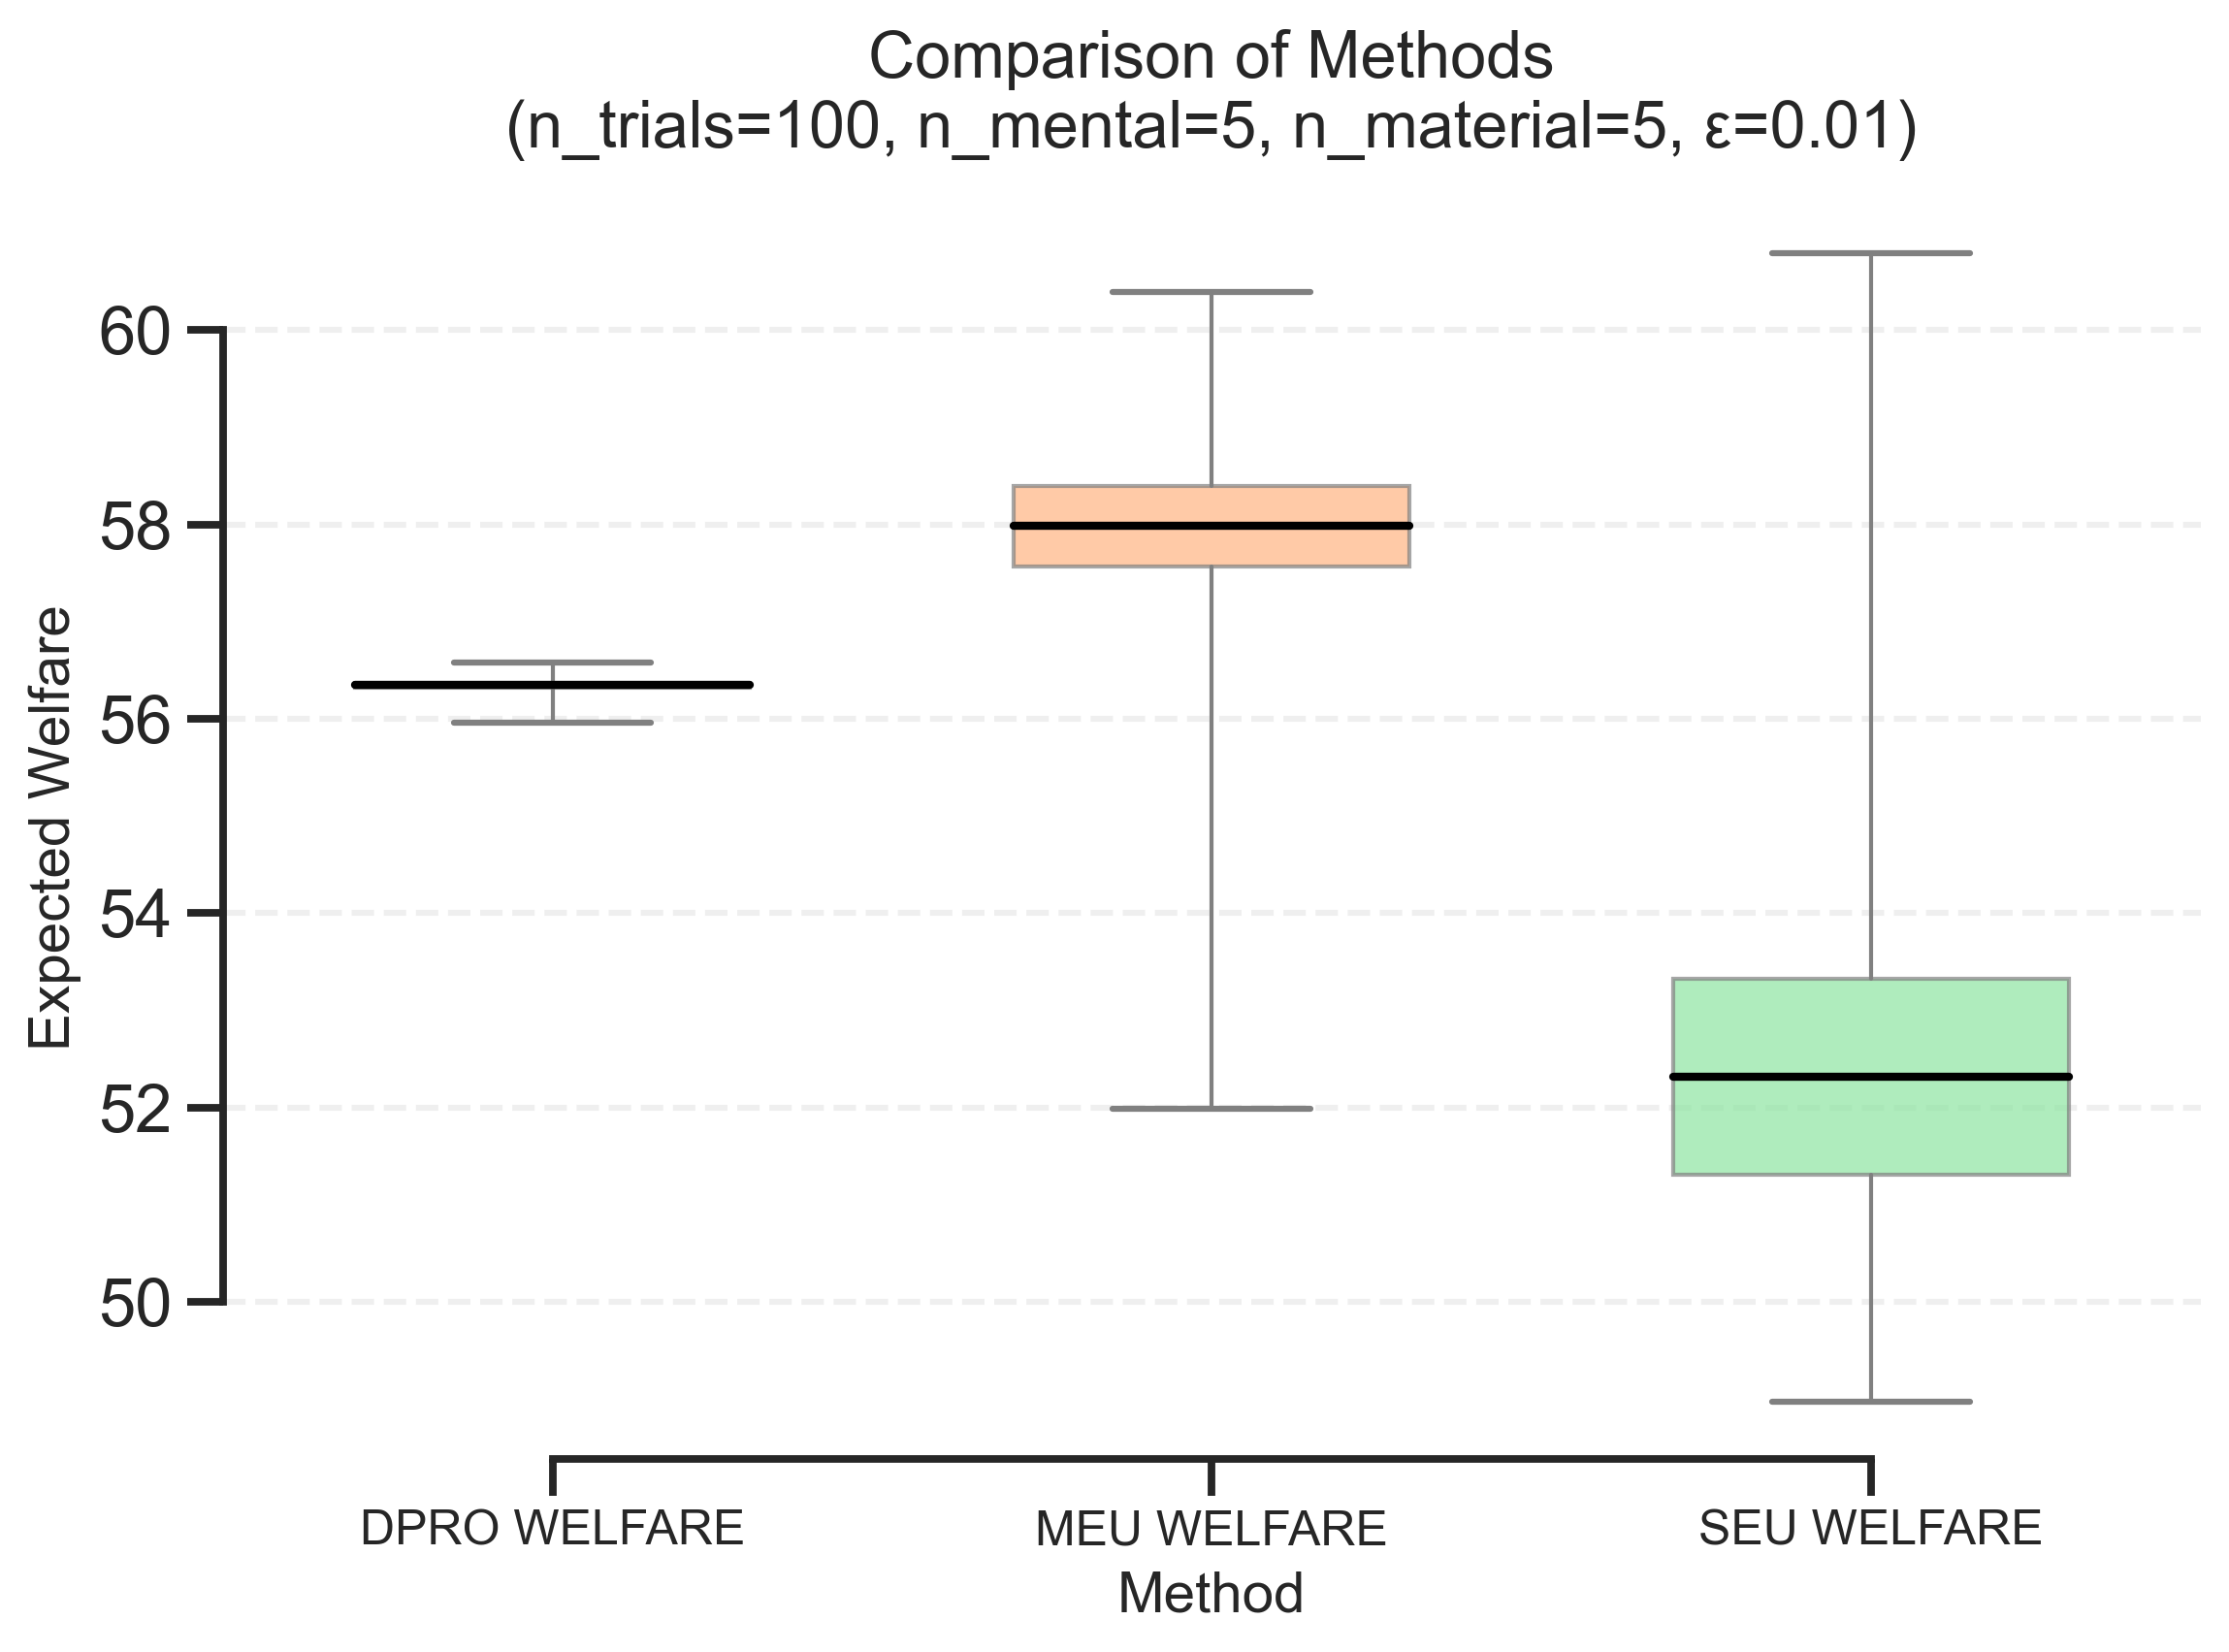 Comparison of Methods
(n_trials=100, n_mental=5, n_material=5, ε=0.01)
Expected Welfare
60
58
56
54
52
50
DPRO WELFARE
MEU WELFARE
SEU WELFARE
Method